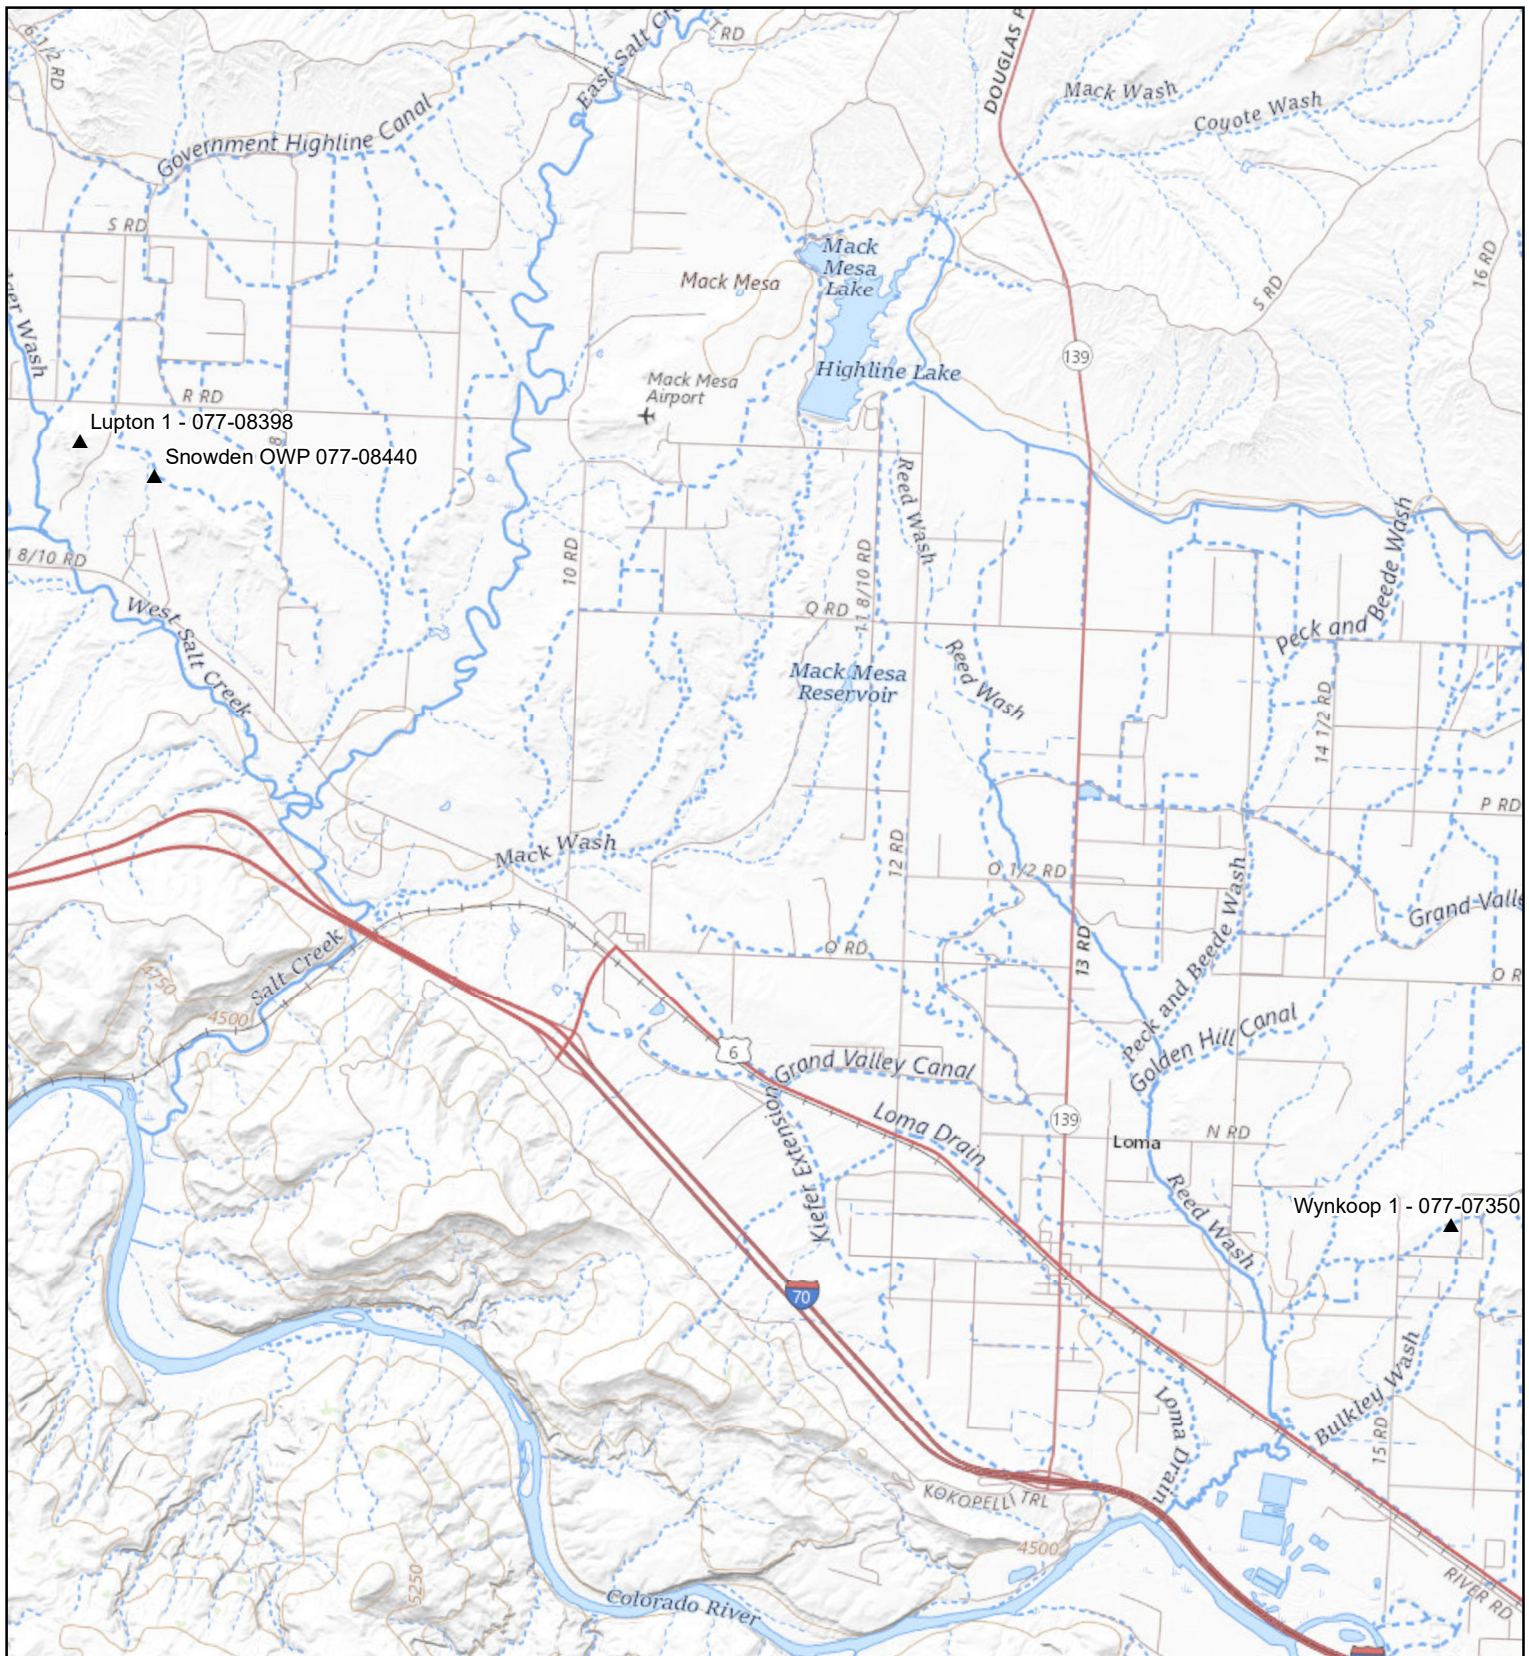 6 1/2 RD
East Salt Cre
T RD
DOUGLAS P
Mack Wash
Coyote Wash
Government Highline Canal
S RD
Mack
Mesa
Lake
Mack Mesa
S RD
16 RD
ger Wash
139
Highline Lake
Mack Mesa
Airport
R RD
Lupton 1 - 077-08398
8
Snowden OWP 077-08440
Reed Wash
8/10 RD
10 RD
11 8/10 RD
Peck and Beede Wash
West Salt Creek
Q RD
Reed Wash
Mack Mesa
Reservoir
14 1/2 RD
P RD
Mack Wash
12 RD
O 1/2 RD
Grand Valle
Salt Creek
O RD
13 RD
Peck and Beede Wash
O R
4750
4500
Golden Hill Canal
6
Grand Valley Canal
Kiefer Extension
Loma Drain
139
Loma
N RD
Reed Wash
Wynkoop 1 - 077-07350
70
Bulkley Wash
Loma Drain
15 RD
KOKOPELLI TRL
4500
5250
Colorado River
RIVER RD